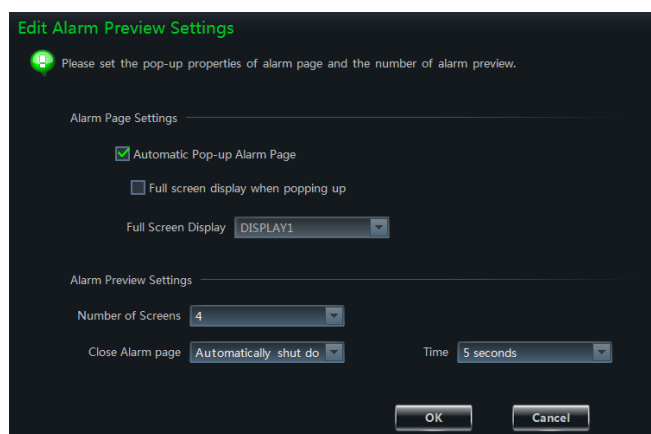 Edit Alarm Preview Settings
Please set the pop-up properties of alarm page and the number of alarm preview.
Alarm Page Settings
Automatic Pop-up Alarm Page
Full screen display when popping up
Full Screen Display DISPLAY1
Alarm Preview Settings
Number of Screens 4
Close Alarm page Automatically shut do Time 5 seconds
OK Cancel